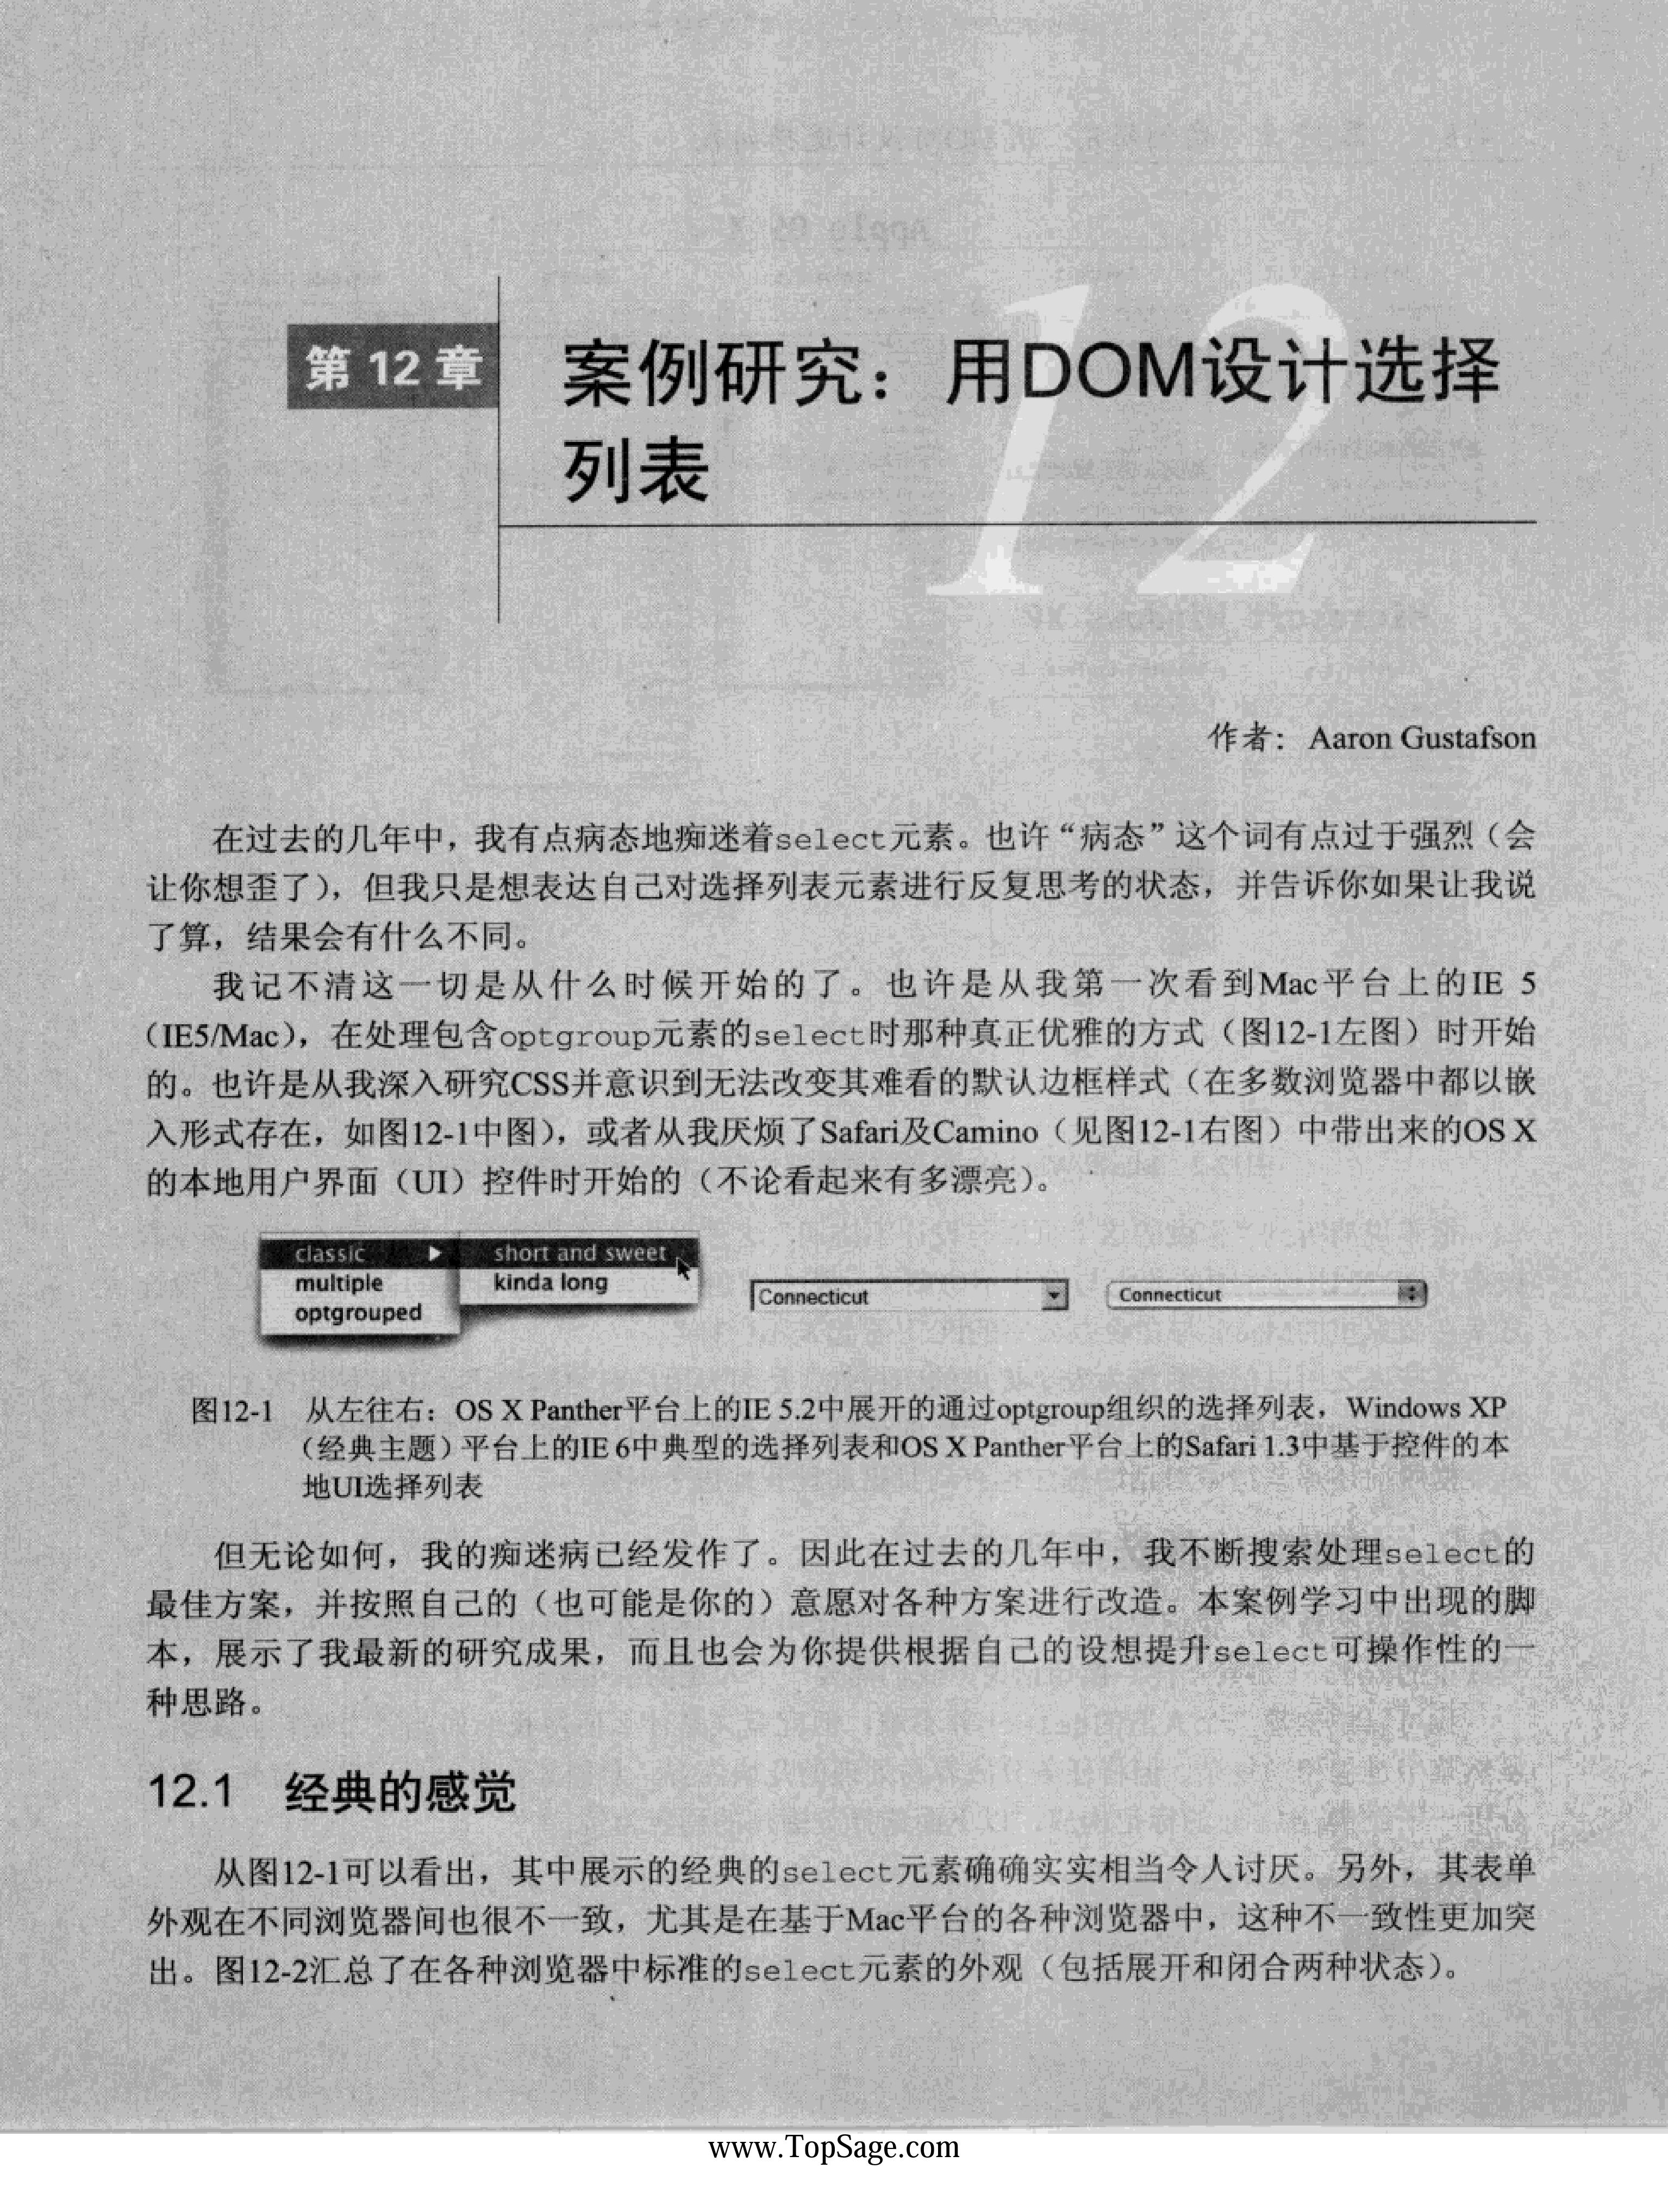 第 12 章
案例研究：用DOM设计选择
列表
作者：Aaron Gustafson
在过去的几年中，我有点病态地痴迷着select元素。也许“病态”这个词有点过于强烈（会
让你想歪了），但我只是想表达自己对选择列表元素进行反复思考的状态，并告诉你如果让我说
了算，结果会有什么不同。
我记不清这一切是从什么时候开始的了。也许是从我第一次看到Mac平台上的IE 5
（IE5/Mac），在处理包含optgroup元素的select时那种真正优雅的方式（图12-1左图）时开始
的。也许是从我深入研究CSS并意识到无法改变其难看的默认边框样式（在多数浏览器中都以嵌
入形式存在，如图12-1中图），或者从我厌烦了Safari及Camino（见图12-1右图）中带出来的OS X
的本地用户界面（UI）控件时开始的（不论看起来有多漂亮）。
classic short and sweet
multiple kinda long
optgrouped
Connecticut
Connecticut
图12-1 从左往右：OS X Panther平台上的IE 5.2中展开的通过optgroup组织的选择列表，Windows XP
（经典主题）平台上的IE 6中典型的选择列表和OS X Panther平台上的Safari 1.3中基于控件的本
地UI选择列表
但无论如何，我的痴迷病已经发作了。因此在过去的几年中，我不断搜索处理select的
最佳方案，并按照自己的（也可能是你的）意愿对各种方案进行改造。本案例学习中出现的脚
本，展示了我最新的研究成果，而且也会为你提供根据自己的设想提升select可操作性的一
种思路。
12.1 经典的感觉
从图12-1可以看出，其中展示的经典的select元素确确实实相当令人讨厌。另外，其表单
外观在不同浏览器间也很不一致，尤其是在基于Mac平台的各种浏览器中，这种不一致性更加突
出。图12-2汇总了在各种浏览器中标准的select元素的外观（包括展开和闭合两种状态）。
www.TopSage.com